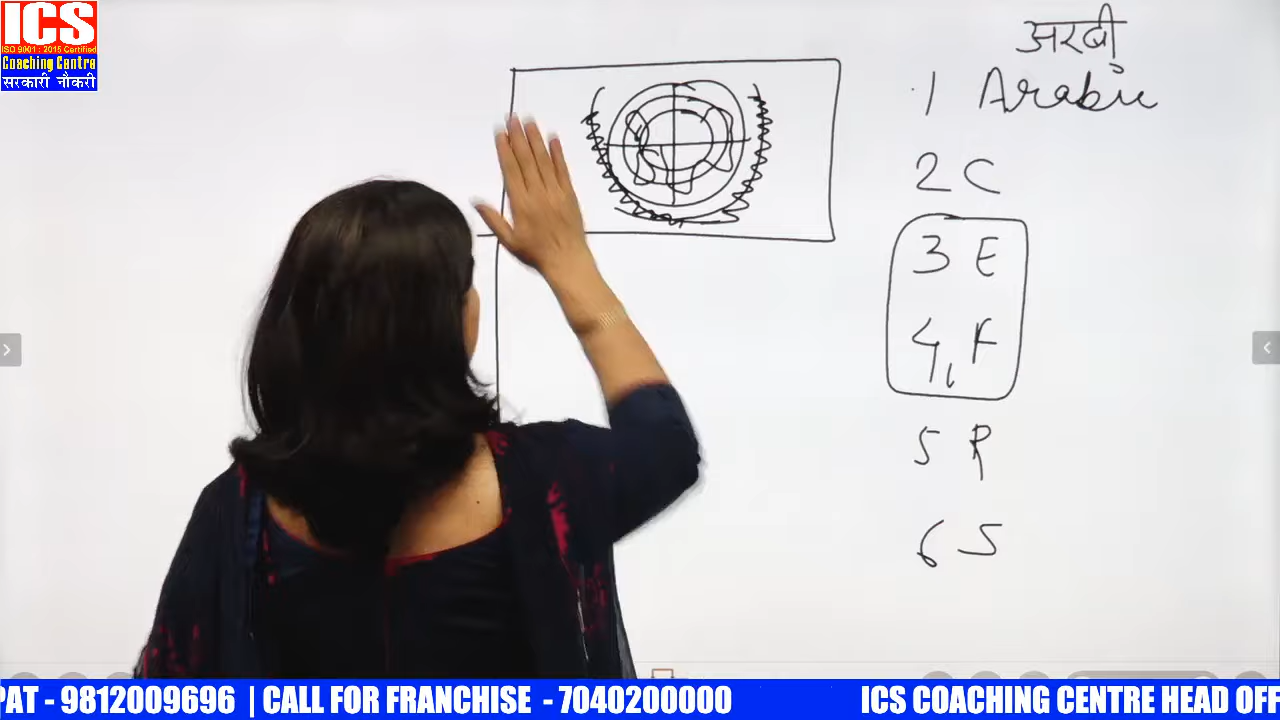 ICS
ISO 9001 : 2015 Certified
Coaching Centre
सरकारी नौकरी
अरबी
1 Arabic
2 C
3 E
4, F
5 R
6 S
PAT - 9812009696 | CALL FOR FRANCHISE - 7040200000
ICS COACHING CENTRE HEAD OFF